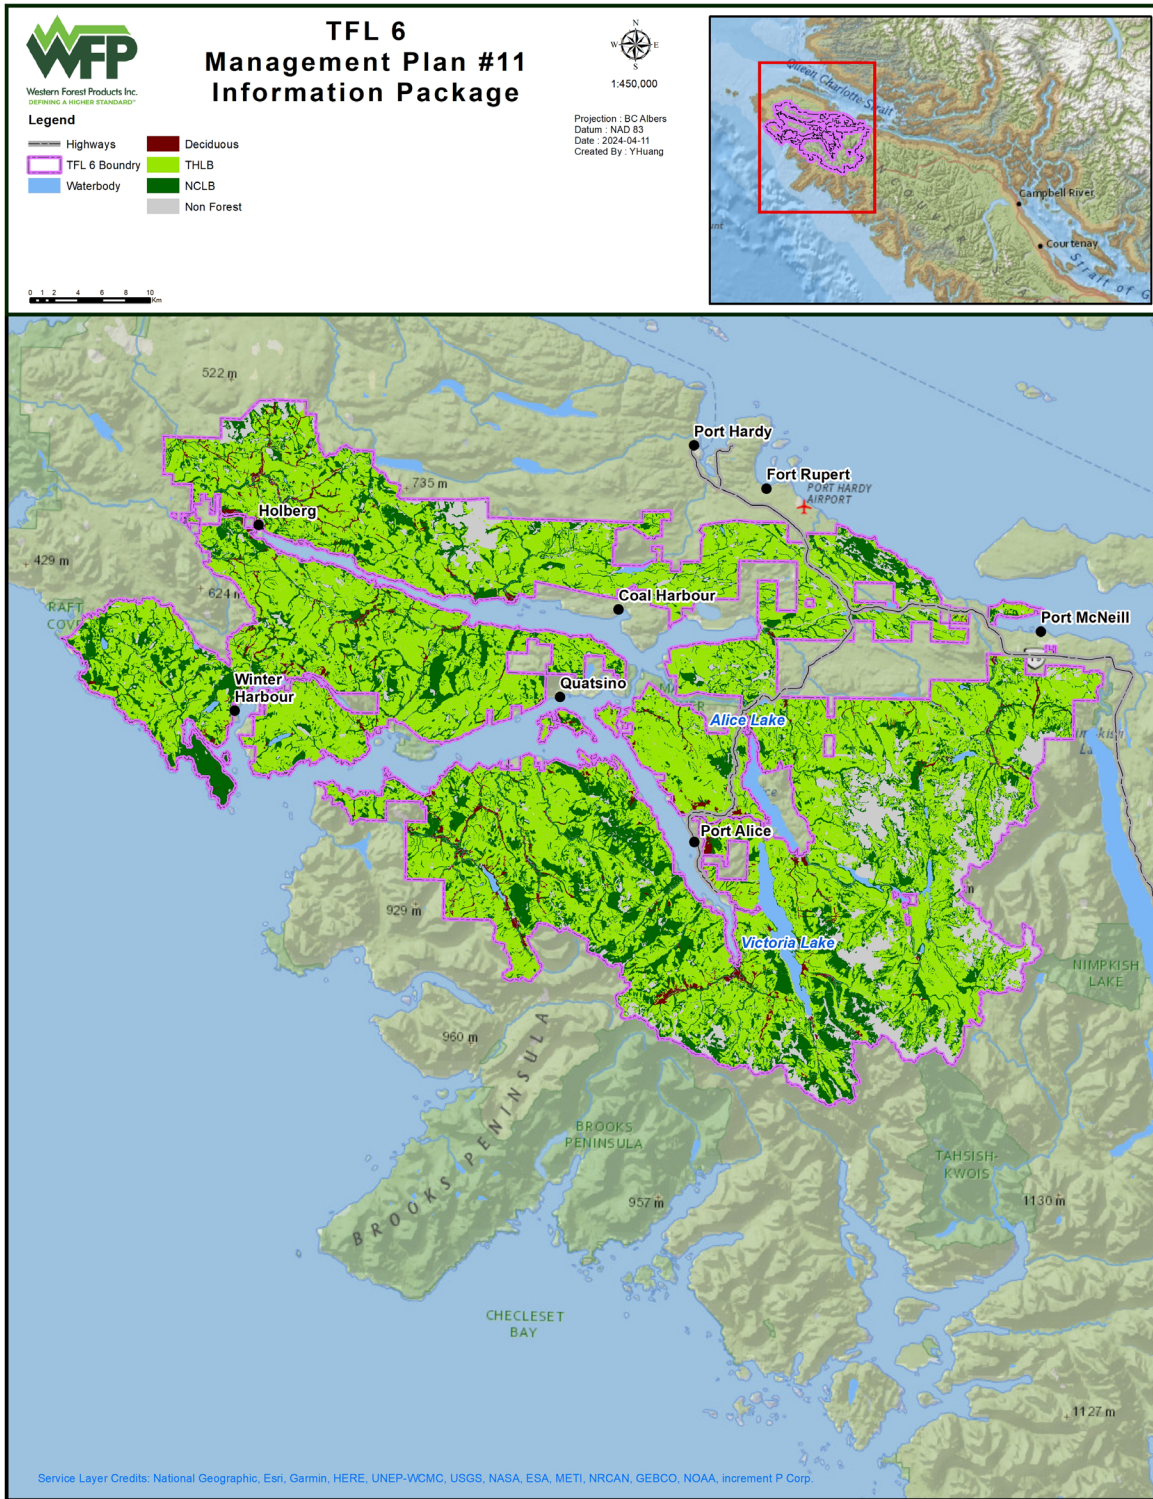 TFL 6
Management Plan #11
Information Package
WFP
Western Forest Products Inc.
DEFINING A HIGHER STANDARD™
N
W E
S
1:450,000
Projection : BC Albers
Datum : NAD 83
Date : 2024-04-11
Created By : YHuang
Legend
Highways
TFL 6 Boundry
Waterbody
Deciduous
THLB
NCLB
Non Forest
0 1 2 4 6 8 10
Km
Queen Charlotte Strait
Campbell River
Courtenay
Strait of G
522 m
Port Hardy
Fort Rupert
PORT HARDY
AIRPORT
735 m
Holberg
429 m
624 m
Coal Harbour
RAFT
COVE
Port McNeill
Winter
Harbour
Quatsino
Alice Lake
Port Alice
929 m
Victoria Lake
NIMPKISH
LAKE
960 m
BROOKS PENINSULA
BROOKS
PENINSULA
TAHSISH-
KWOIS
957 m
1130 m
CHECLESET
BAY
1127 m
Service Layer Credits: National Geographic, Esri, Garmin, HERE, UNEP-WCMC, USGS, NASA, ESA, METI, NRCAN, GEBCO, NOAA, increment P Corp.